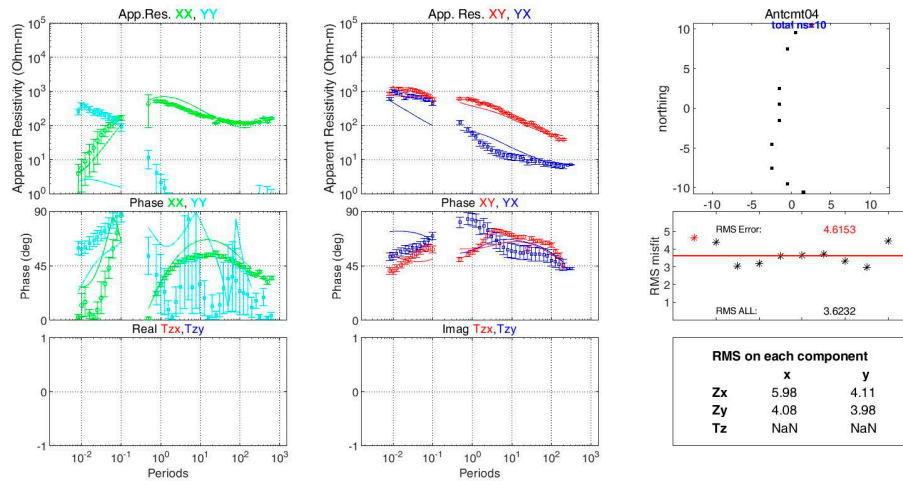 App.Res. XX, YY
App. Res. XY, YX
Antcmt04
total ns=10
Apparent Resistivity (Ohm-m)
10^5
10^4
10^3
10^2
10^1
10^0
Apparent Resistivity (Ohm-m)
10^5
10^4
10^3
10^2
10^1
10^0
northing
10
5
0
-5
-10
-10 -5 0 5 10
Phase XX, YY
Phase XY, YX
Phase (deg)
90
45
0
Phase (deg)
90
45
0
RMS misfit
5
4
3
2
1
RMS Error: 4.6153
RMS ALL: 3.6232
Real Tzx,Tzy
Imag Tzx,Tzy
1
0
-1
10^-2 10^-1 10^0 10^1 10^2 10^3
Periods
1
0
-1
10^-2 10^-1 10^0 10^1 10^2 10^3
Periods
RMS on each component
x y
Zx 5.98 4.11
Zy 4.08 3.98
Tz NaN NaN